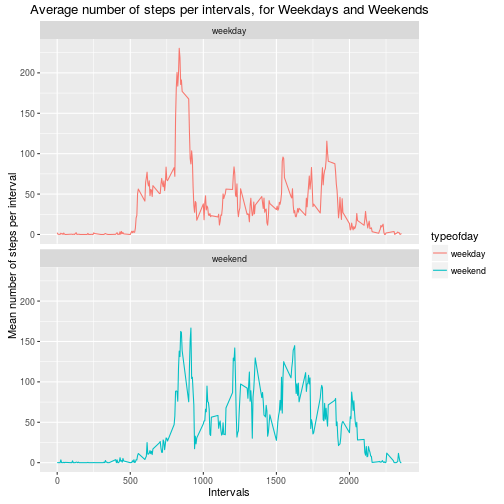 Average number of steps per intervals, for Weekdays and Weekends
weekday
200
150
100
50
0
weekend
200
150
100
50
0
0 500 1000 1500 2000
Intervals
Mean number of steps per interval
typeofday
weekday
weekend